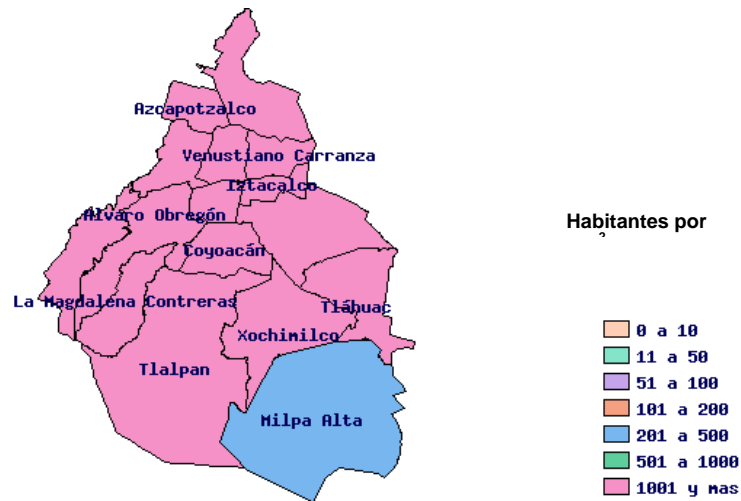 Azcapotzalco
Venustiano Carranza
Iztacalco
Alvaro Obregón
Habitantes por
Coyoacán
La Magdalena Contreras
Tláhuac
Xochimilco
Tlalpan
Milpa Alta
0 a 10
11 a 50
51 a 100
101 a 200
201 a 500
501 a 1000
1001 y mas